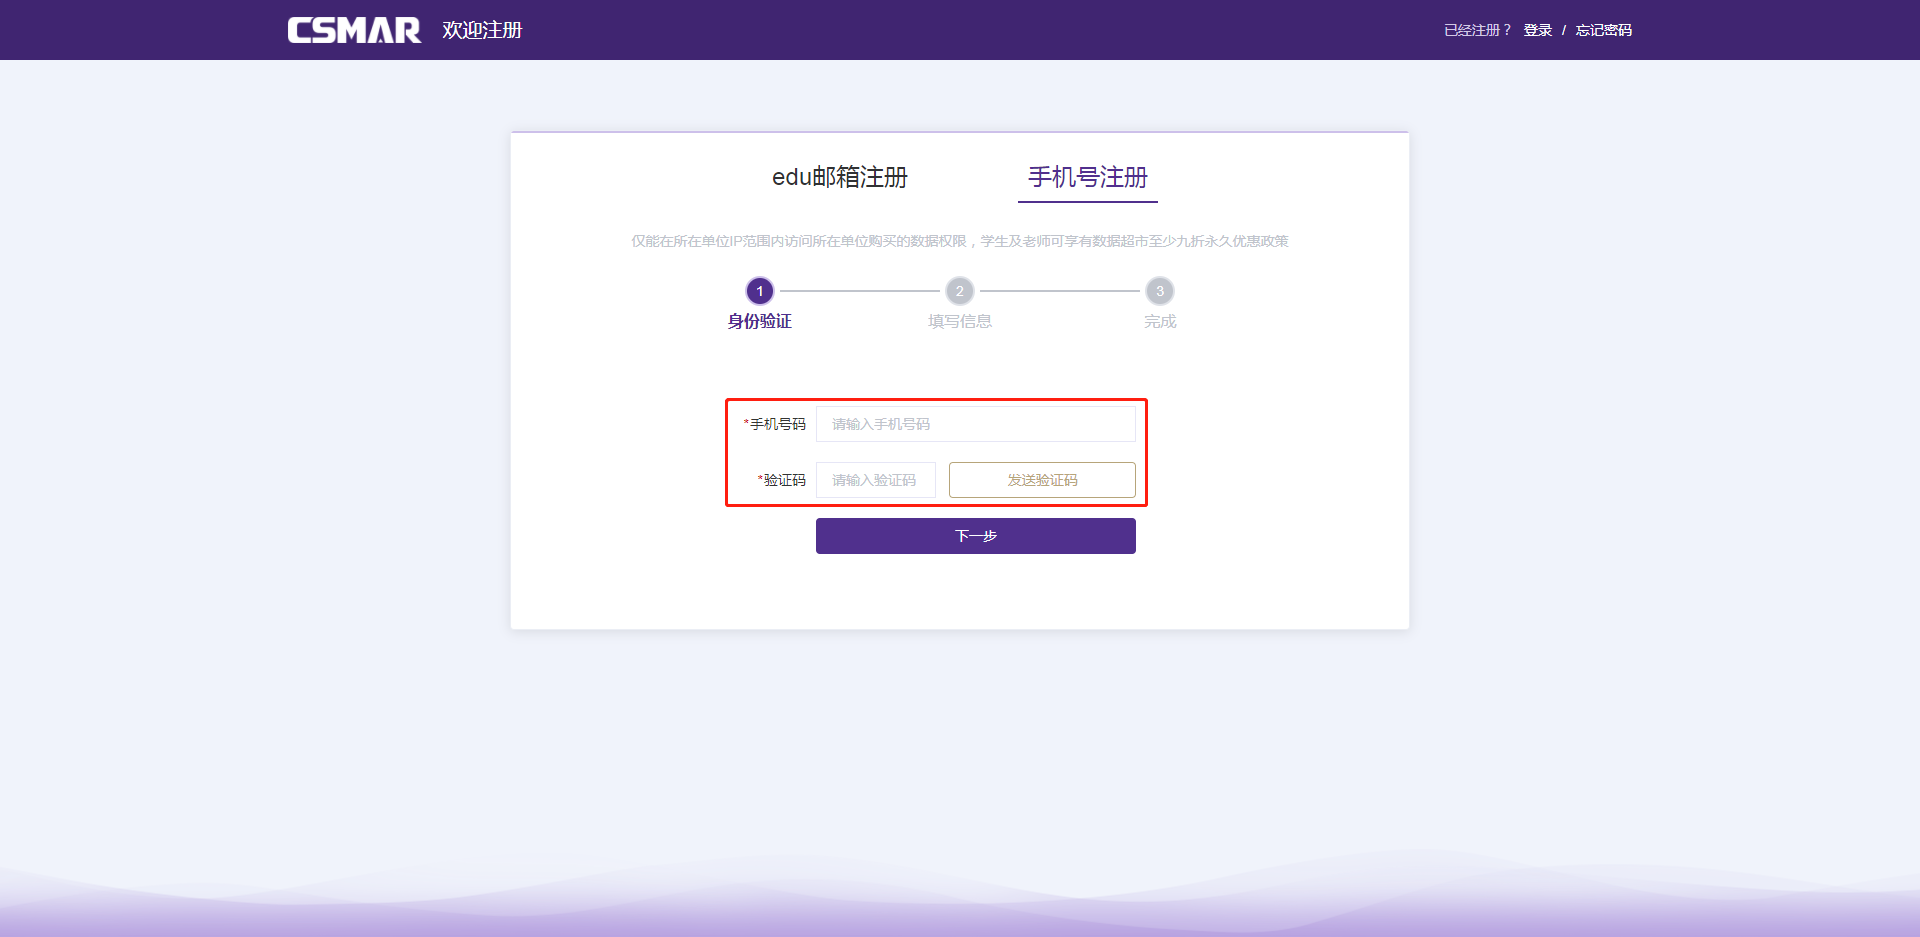 CSMAR 欢迎注册
已经注册？ 登录 / 忘记密码
edu邮箱注册 手机号注册
仅能在所在单位IP范围内访问所在单位购买的数据权限，学生及老师可享有数据超市至少九折永久优惠政策
1 2 3
身份验证 填写信息 完成
*手机号码 请输入手机号码
*验证码 请输入验证码 发送验证码
下一步